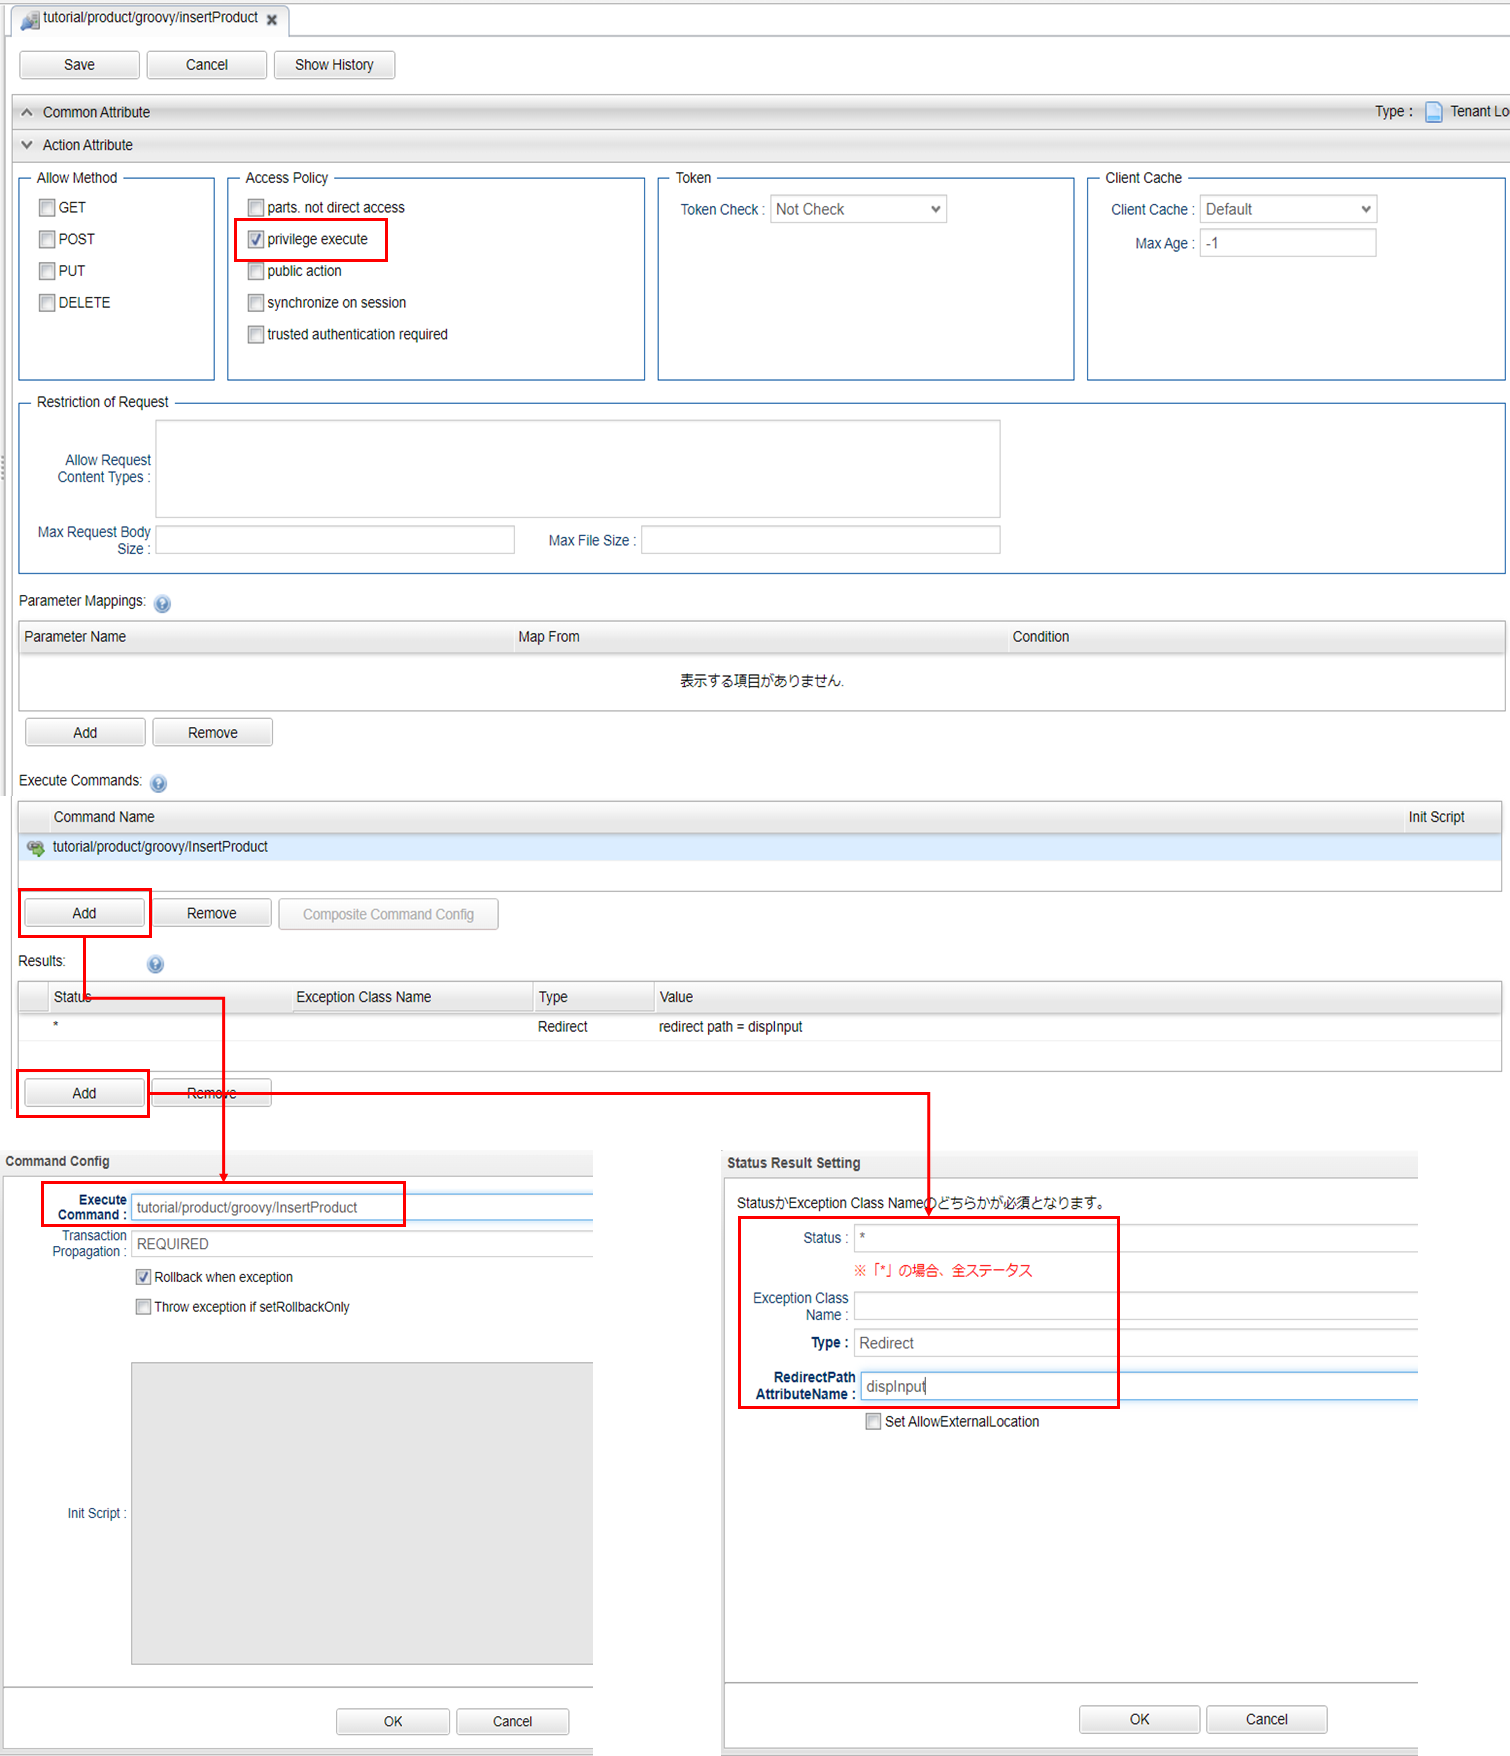 tutorial/product/groovy/insertProduct
Save Cancel Show History
Common Attribute Type : Tenant Lo
Action Attribute
Allow Method Access Policy Token Client Cache
GET parts. not direct access Token Check : Not Check Client Cache : Default
POST privilege execute Max Age : -1
PUT public action
DELETE synchronize on session
trusted authentication required
Restriction of Request
Allow Request
Content Types :
Max Request Body
Size : Max File Size :
Parameter Mappings:
Parameter Name Map From Condition
表示する項目がありません.
Add Remove
Execute Commands:
Command Name Init Script
tutorial/product/groovy/InsertProduct
Add Remove Composite Command Config
Results:
Status Exception Class Name Type Value
* Redirect redirect path = dispInput
Add Remove
Command Config
Execute
Command : tutorial/product/groovy/InsertProduct
Transaction
Propagation : REQUIRED
Rollback when exception
Throw exception if setRollbackOnly
Init Script :
OK Cancel
Status Result Setting
StatusかException Class Nameのどちらかが必須となります。
Status : *
※「*」の場合、全ステータス
Exception Class
Name :
Type : Redirect
RedirectPath
AttributeName : dispInput
Set AllowExternalLocation
OK Cancel